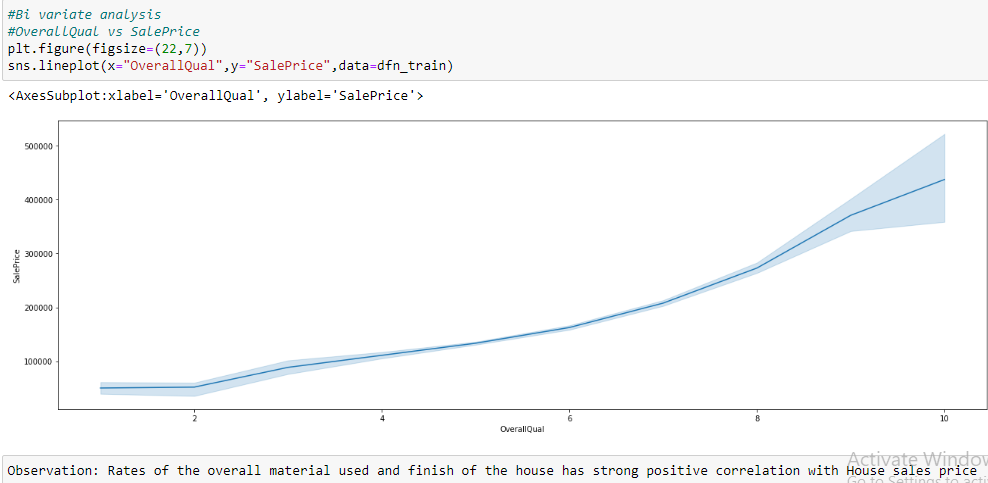 #Bi variate analysis
#OverallQual vs SalePrice
plt.figure(figsize=(22,7))
sns.lineplot(x="OverallQual",y="SalePrice",data=dfn_train)
<AxesSubplot:xlabel='OverallQual', ylabel='SalePrice'>
500000
400000
300000
200000
100000
SalePrice
2 4 6 8 10
OverallQual
Activate Window
Observation: Rates of the overall material used and finish of the house has strong positive correlation with House sales price
Go to Settings to acti